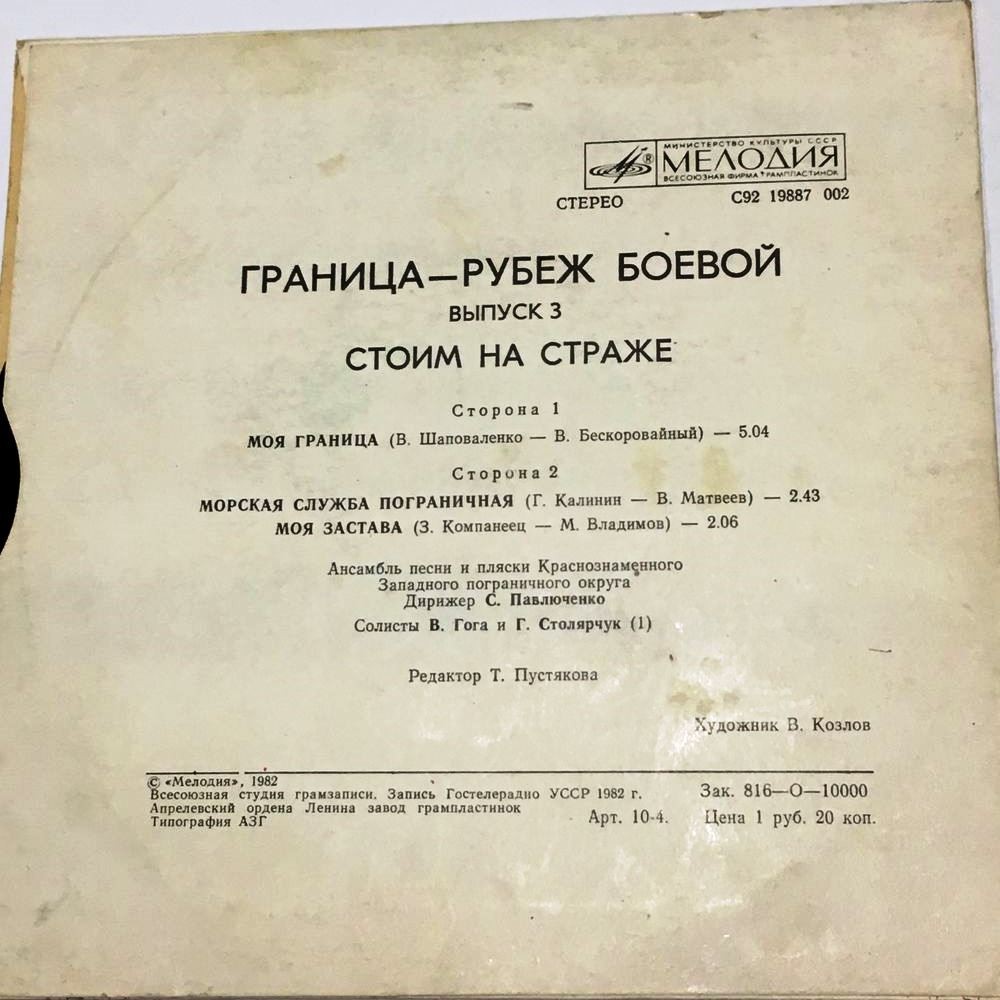 МИНИСТЕРСТВО КУЛЬТУРЫ СССР
® МЕЛОДИЯ
ВСЕСОЮЗНАЯ ФИРМА ГРАМПЛАСТИНОК
СТЕРЕО С92 19887 002
ГРАНИЦА—РУБЕЖ БОЕВОЙ
ВЫПУСК 3
СТОИМ НА СТРАЖЕ
Сторона 1
МОЯ ГРАНИЦА (В. Шаповаленко — В. Бескоровайный) — 5.04
Сторона 2
МОРСКАЯ СЛУЖБА ПОГРАНИЧНАЯ (Г. Калинин — В. Матвеев) — 2.43
МОЯ ЗАСТАВА (З. Компанеец — М. Владимов) — 2.06
Ансамбль песни и пляски Краснознаменного
Западного пограничного округа
Дирижер С. Павлюченко
Солисты В. Гога и Г. Столярчук (1)
Редактор Т. Пустякова
Художник В. Козлов
© «Мелодия», 1982
Всесоюзная студия грамзаписи. Запись Гостелерадио УССР 1982 г. Зак. 816—О—10000
Апрелевский ордена Ленина завод грампластинок
Типография АЗГ Арт. 10-4. Цена 1 руб. 20 коп.